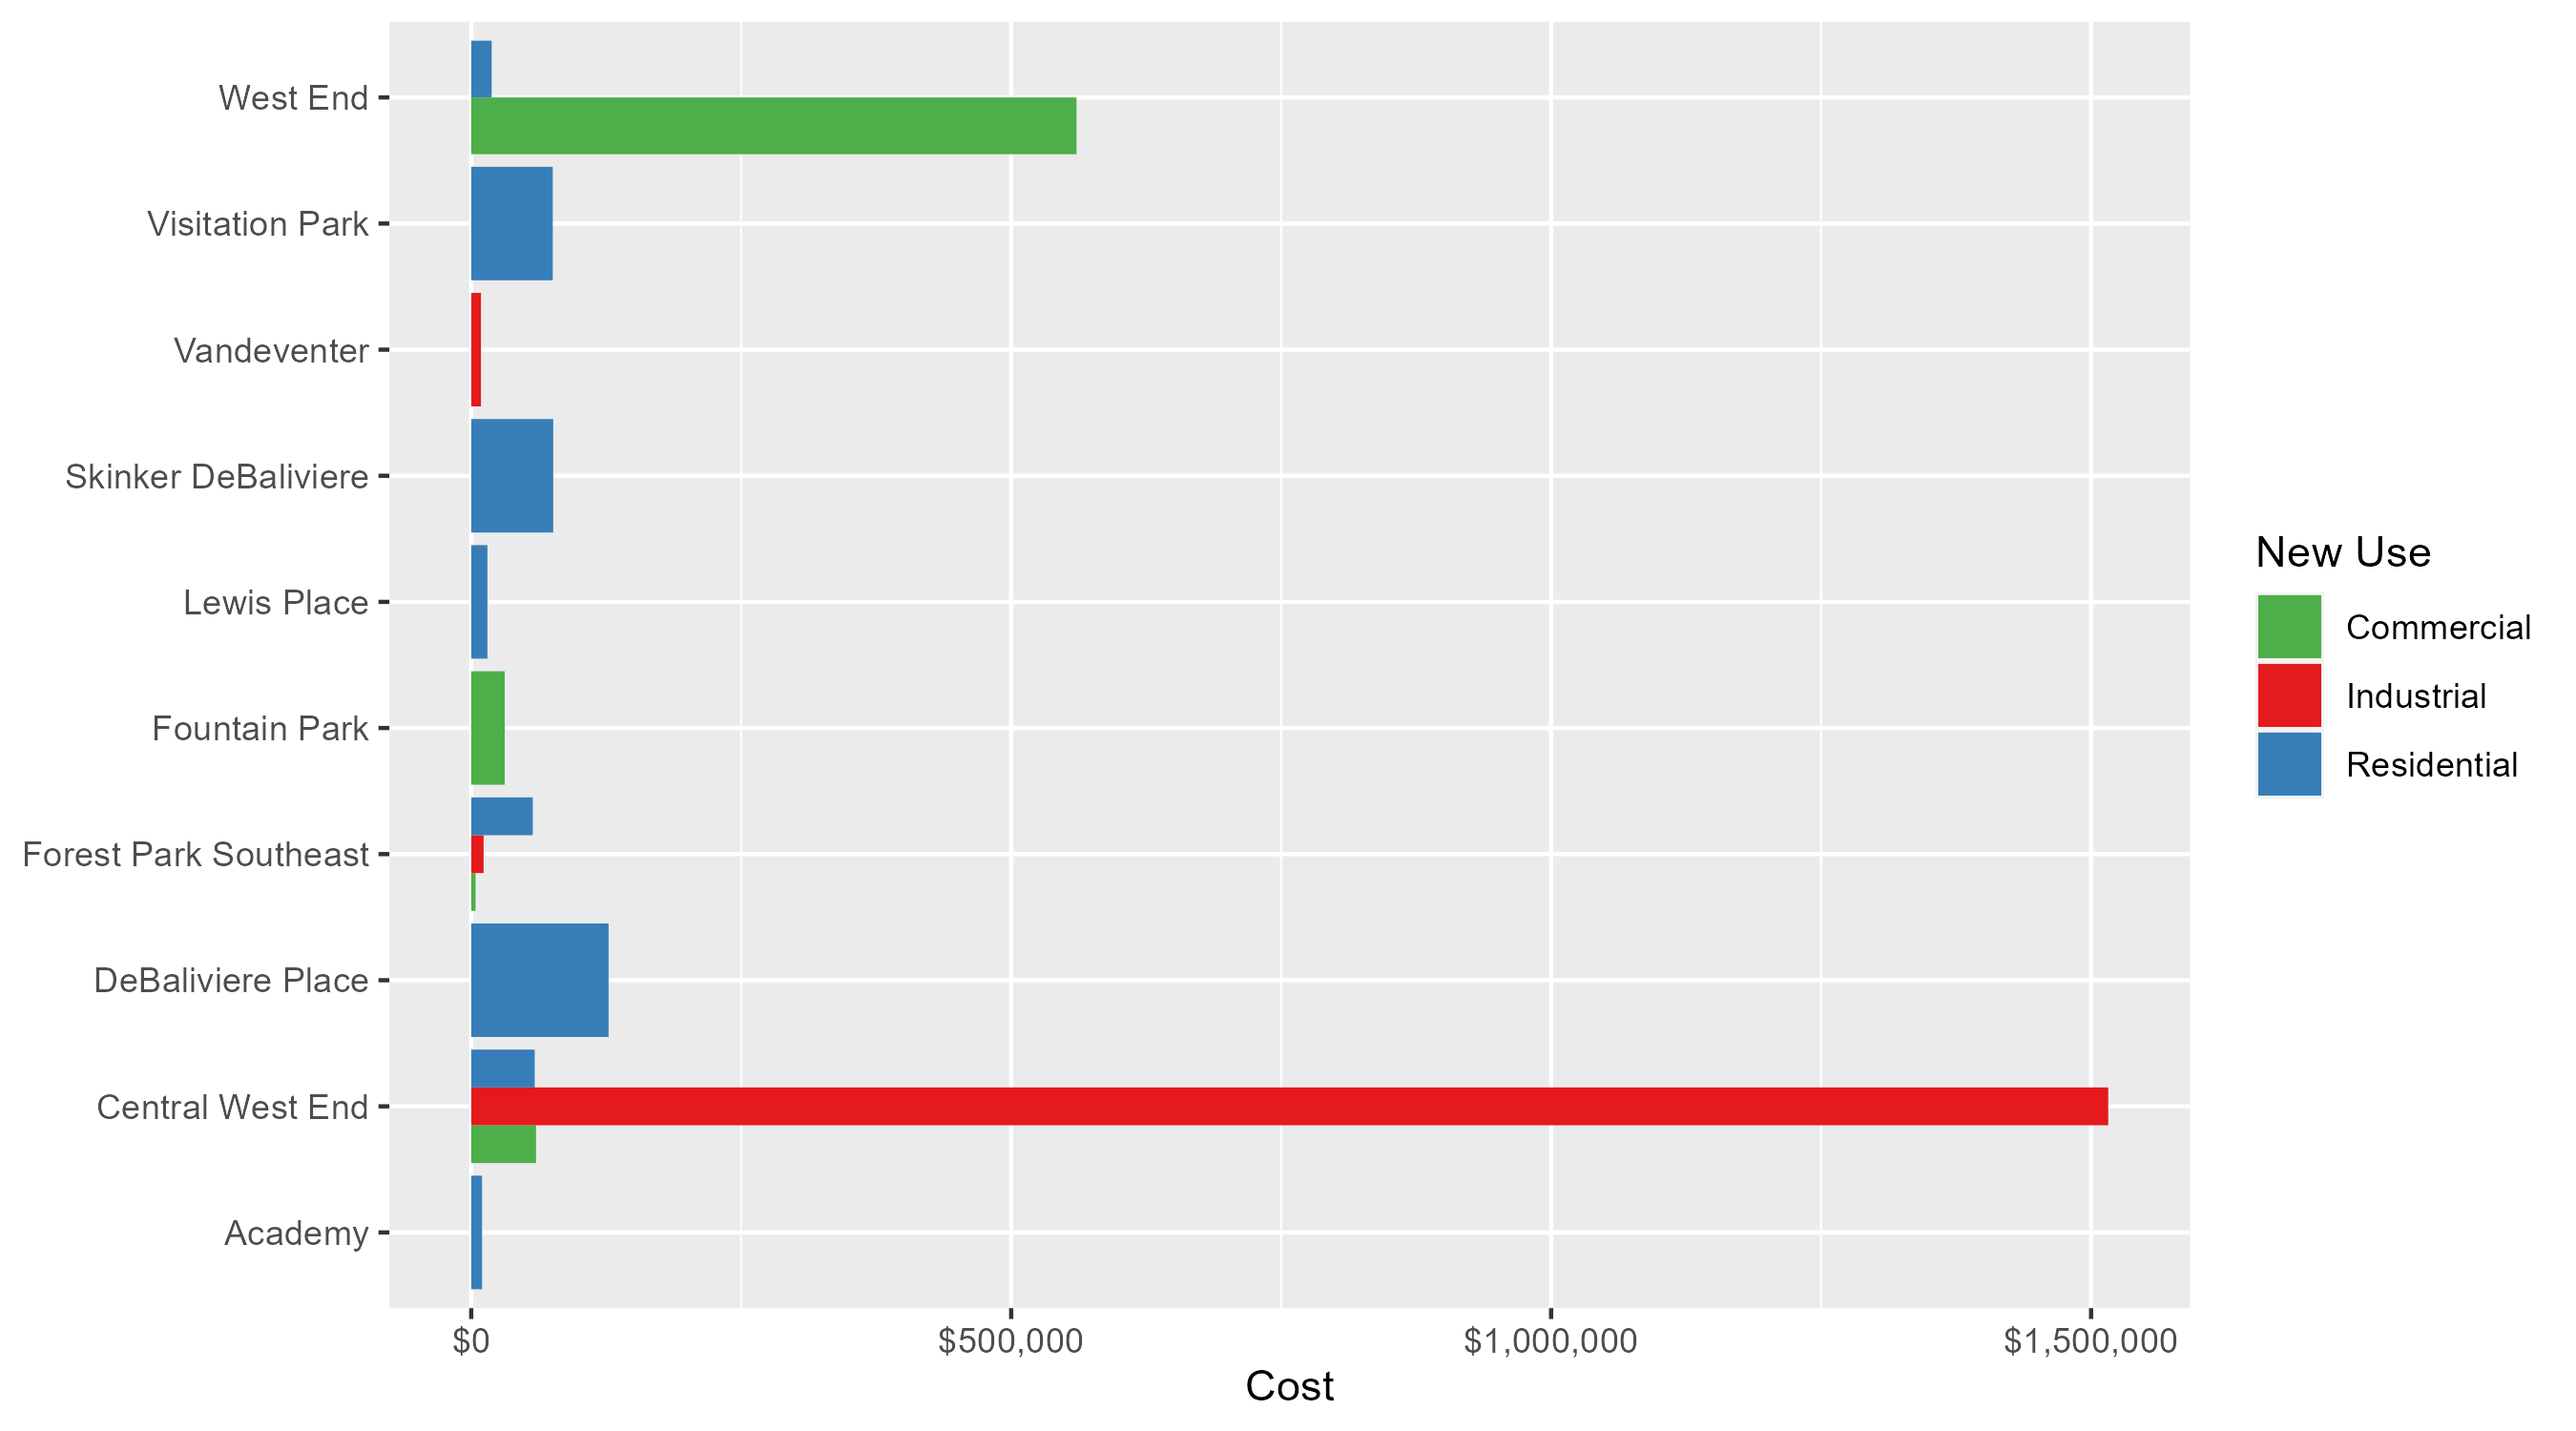 West End
Visitation Park
Vandeventer
Skinker DeBaliviere
Lewis Place
Fountain Park
Forest Park Southeast
DeBaliviere Place
Central West End
Academy
$0
$500,000
$1,000,000
$1,500,000
Cost
New Use
Commercial
Industrial
Residential